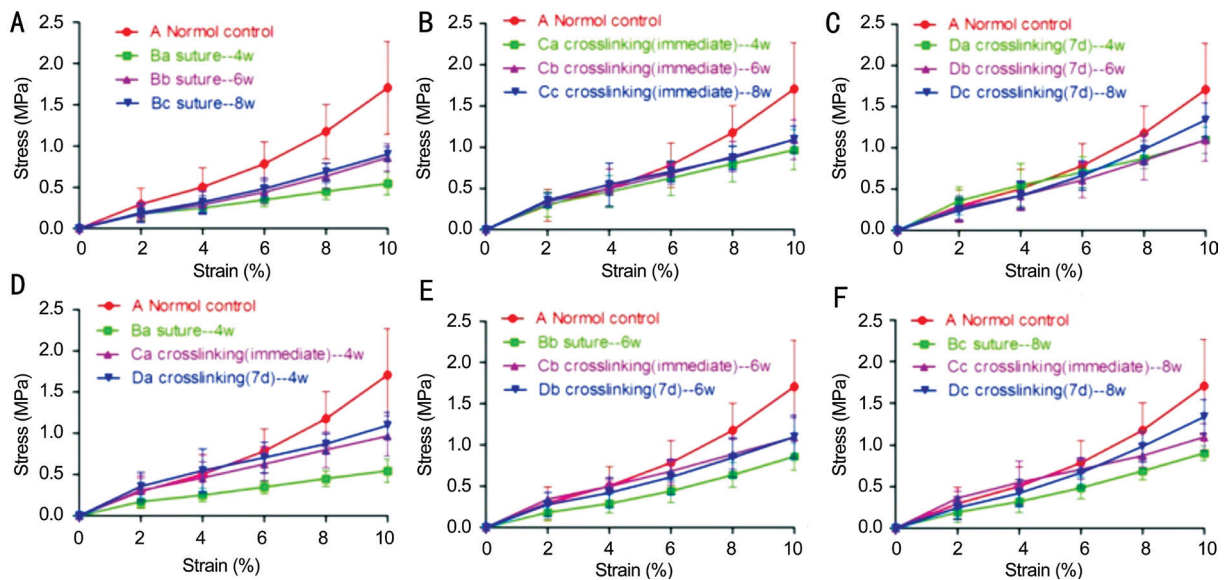 A
2.5
2.0
1.5
1.0
0.5
0.0
Stress (MPa)
A Normol control
Ba suture--4w
Bb suture--6w
Bc suture--8w
0 2 4 6 8 10
Strain (%)
B
2.5
2.0
1.5
1.0
0.5
0.0
Stress (MPa)
A Normol control
Ca crosslinking(immediate)--4w
Cb crosslinking(immediate)--6w
Cc crosslinking(immediate)--8w
0 2 4 6 8 10
Strain (%)
C
2.5
2.0
1.5
1.0
0.5
0.0
Stress (MPa)
A Normol control
Da crosslinking(7d)--4w
Db crosslinking(7d)--6w
Dc crosslinking(7d)--8w
0 2 4 6 8 10
Strain (%)
D
2.5
2.0
1.5
1.0
0.5
0.0
Stress (MPa)
A Normol control
Ba suture--4w
Ca crosslinking(immediate)--4w
Da crosslinking(7d)--4w
0 2 4 6 8 10
Strain (%)
E
2.5
2.0
1.5
1.0
0.5
0.0
Stress (MPa)
A Normol control
Bb suture--6w
Cb crosslinking(immediate)--6w
Db crosslinking(7d)--6w
0 2 4 6 8 10
Strain (%)
F
2.5
2.0
1.5
1.0
0.5
0.0
Stress (MPa)
A Normol control
Bc suture--8w
Cc crosslinking(immediate)--8w
Dc crosslinking(7d)--8w
0 2 4 6 8 10
Strain (%)